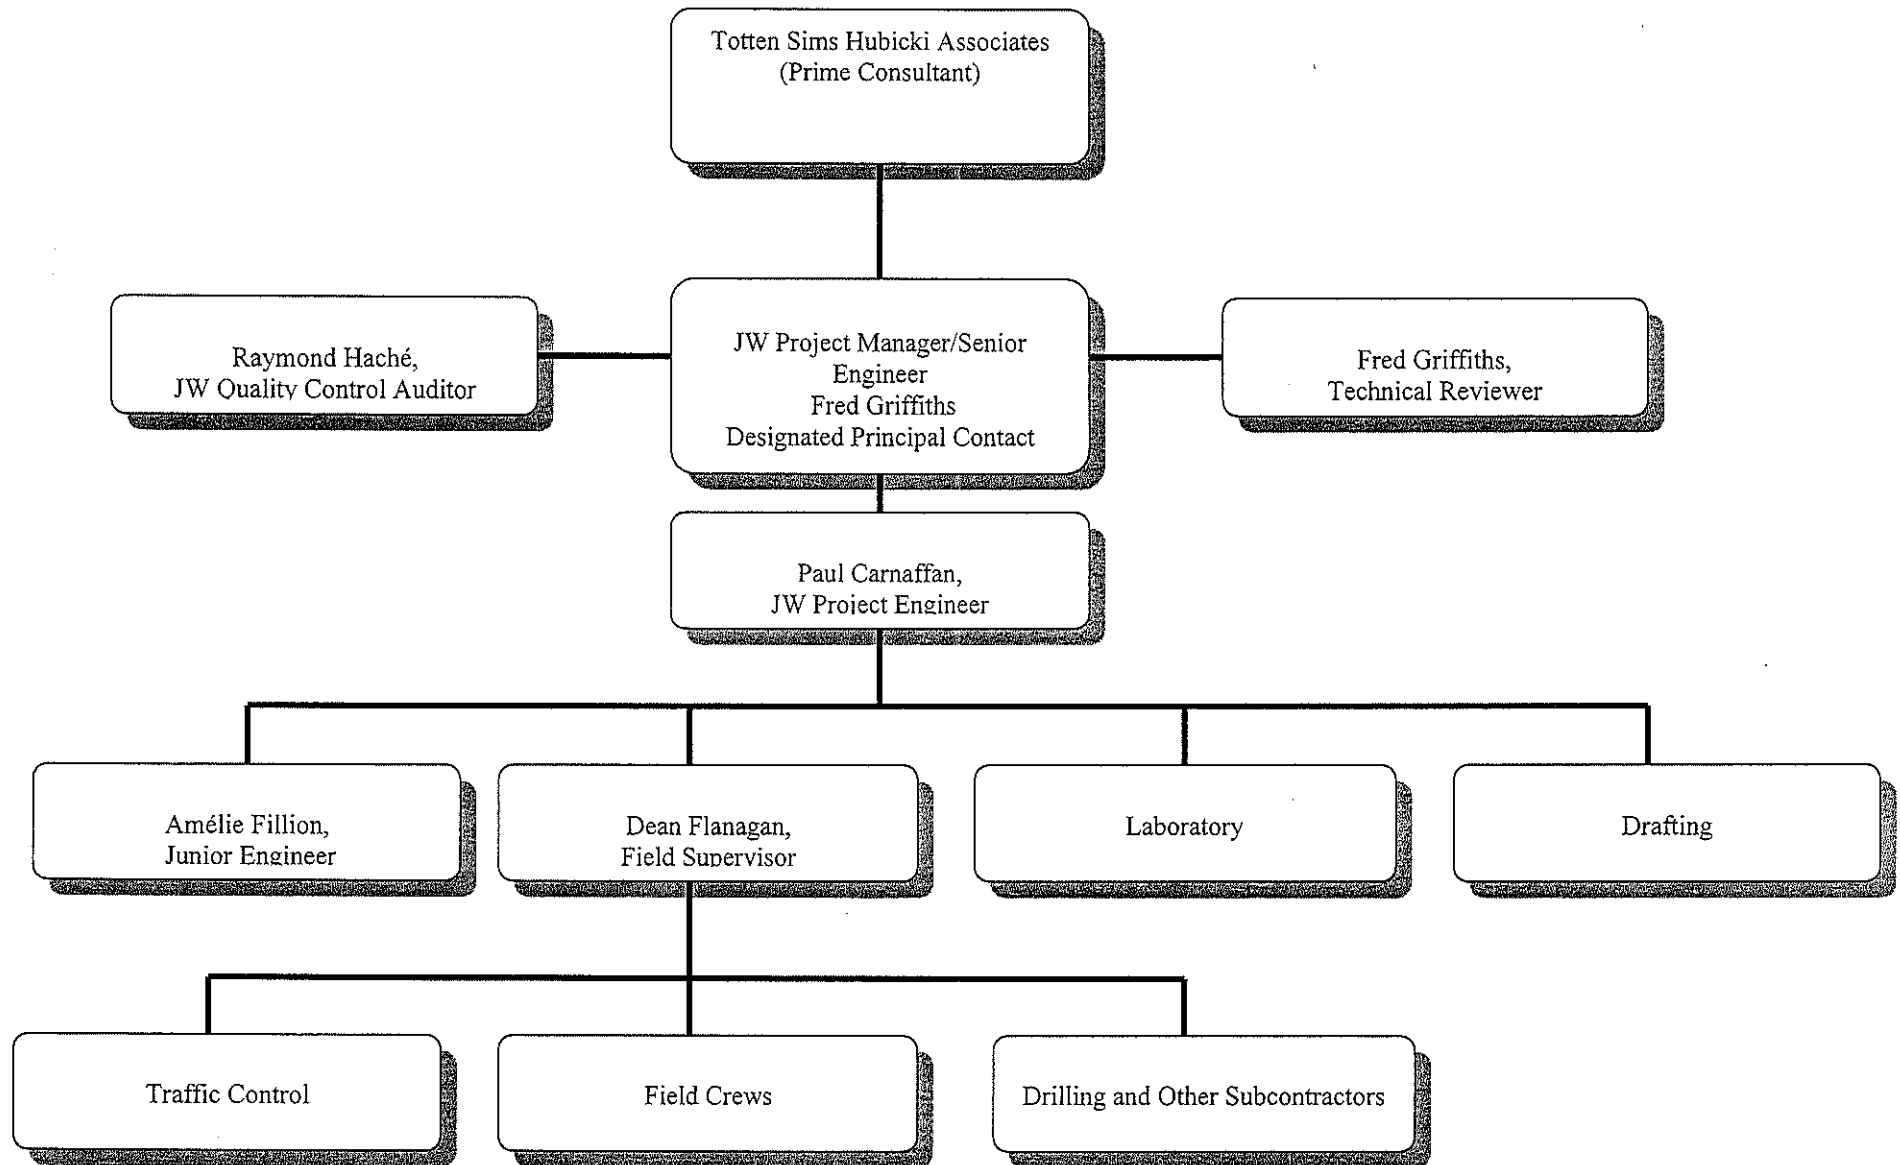 Totten Sims Hubicki Associates
(Prime Consultant)
Raymond Haché,
JW Quality Control Auditor
JW Project Manager/Senior
Engineer
Fred Griffiths
Designated Principal Contact
Fred Griffiths,
Technical Reviewer
Paul Carnaffan,
JW Project Engineer
Amélie Fillion,
Junior Engineer
Dean Flanagan,
Field Supervisor
Laboratory
Drafting
Traffic Control
Field Crews
Drilling and Other Subcontractors